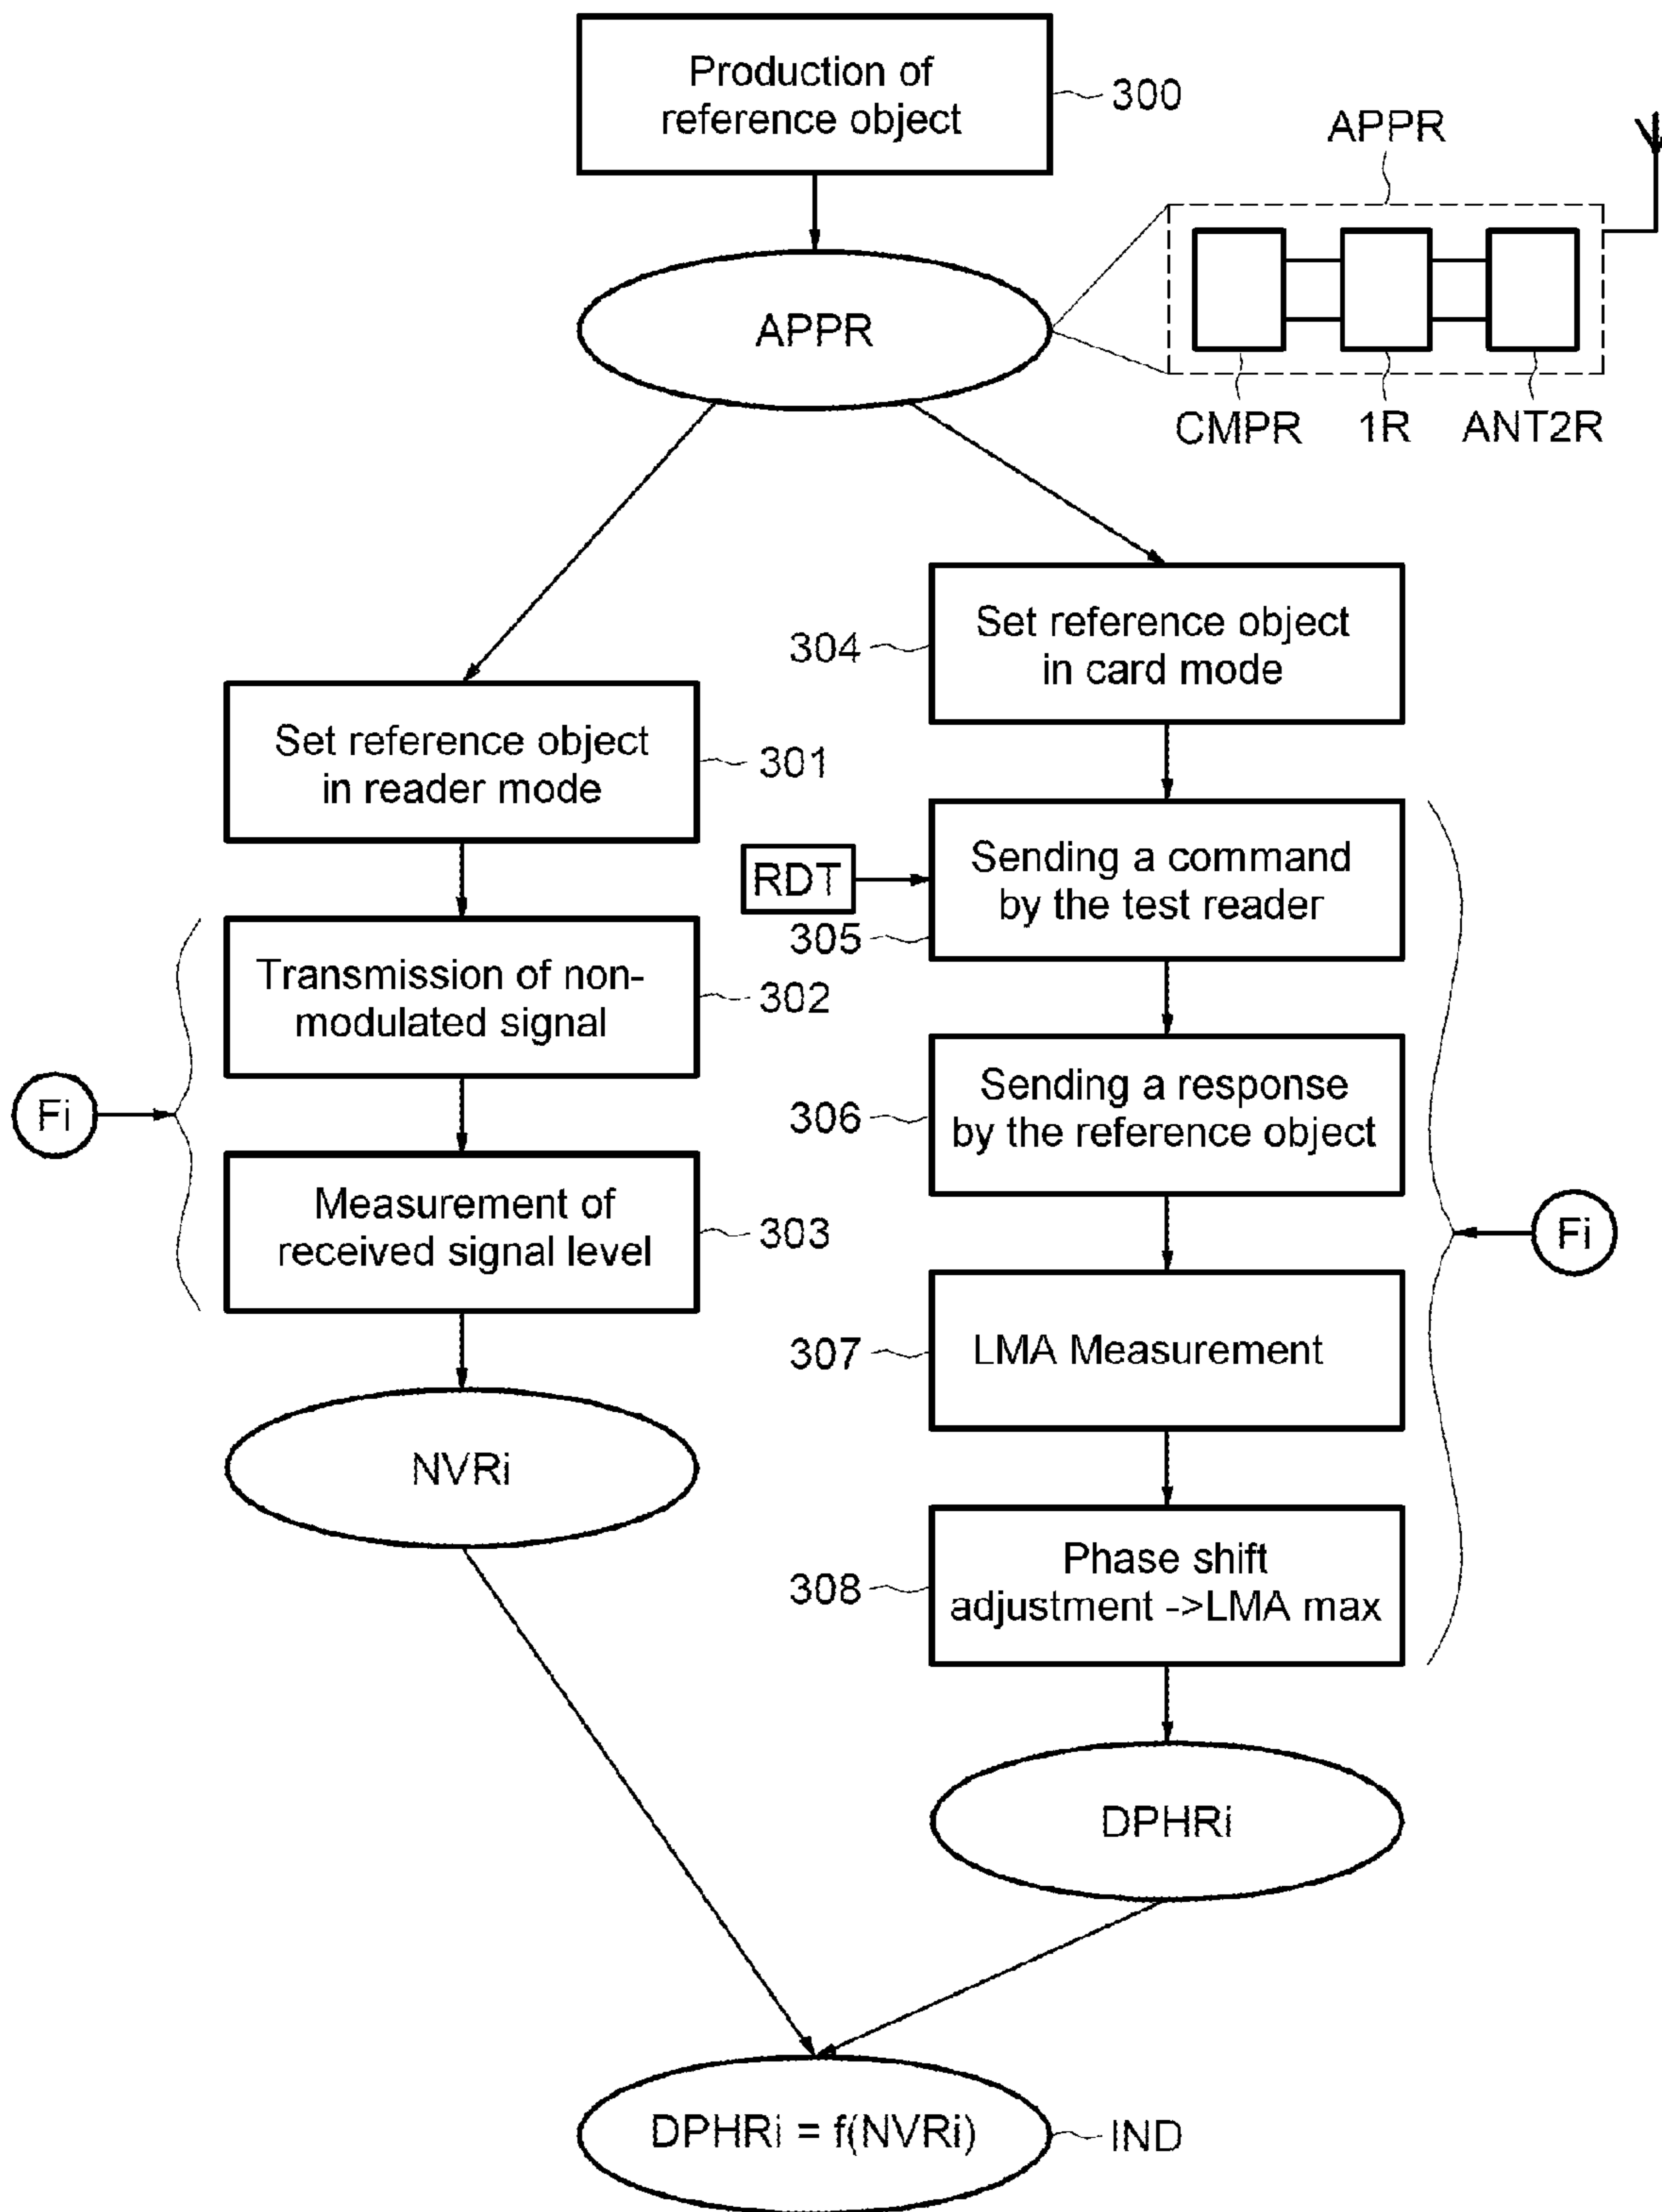 Production of
reference object
300
APPR
APPR
CMPR
1R
ANT2R
Set reference object
in reader mode
301
Transmission of non-
modulated signal
302
Fi
Measurement of
received signal level
303
NVRi
Set reference object
in card mode
304
RDT
Sending a command
by the test reader
305
Sending a response
by the reference object
306
Fi
LMA Measurement
307
Phase shift
adjustment ->LMA max
308
DPHRi
DPHRi = f(NVRi)
IND